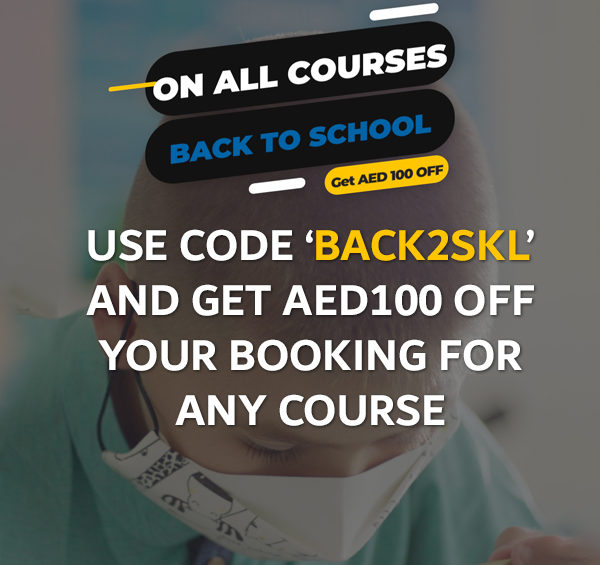 ON ALL COURSES
BACK TO SCHOOL
Get AED 100 OFF
USE CODE ‘BACK2SKL’
AND GET AED100 OFF
YOUR BOOKING FOR
ANY COURSE